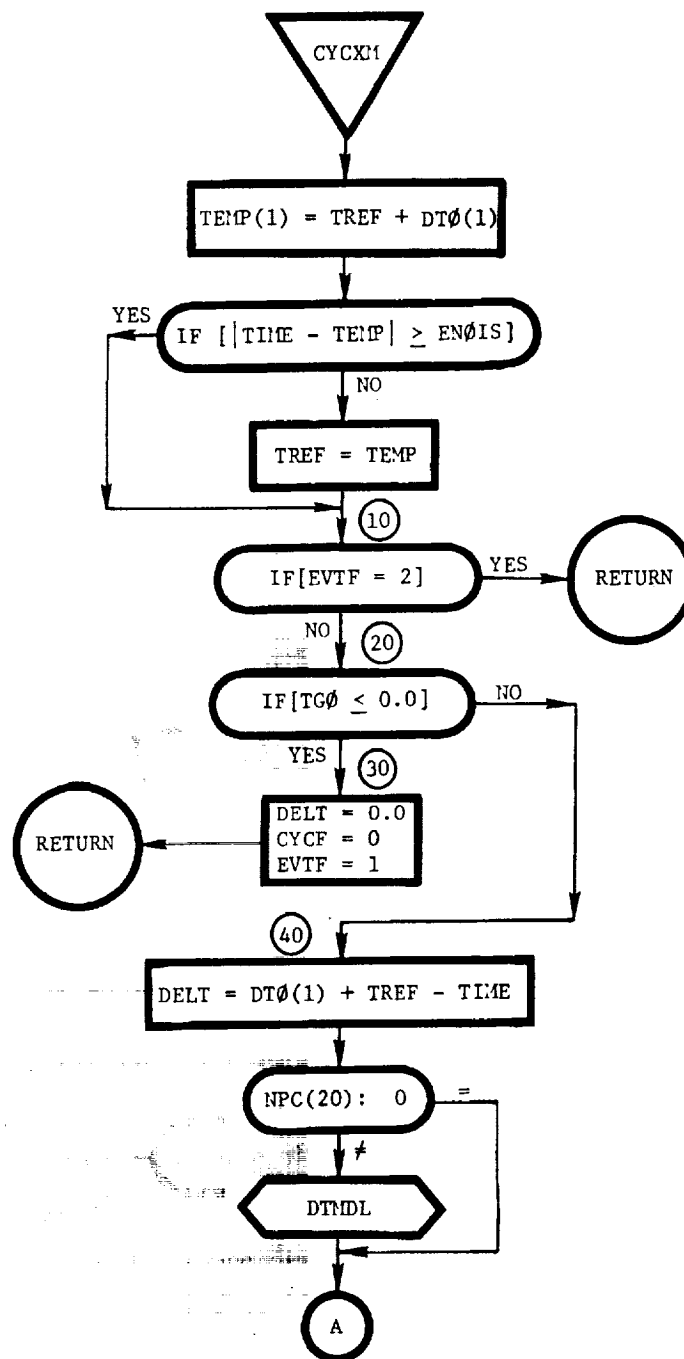 CYCXM
TEMP(1) = TREF + DTØ(1)
YES
IF [|TIME - TEMP| ≥ ENØIS]
NO
TREF = TEMP
10
IF[EVTF = 2]
YES
RETURN
NO
20
IF[TGØ ≤ 0.0]
NO
YES
30
RETURN
DELT = 0.0
CYCF = 0
EVTF = 1
40
DELT = DTØ(1) + TREF - TIME
NPC(20): 0
=
≠
DTMDL
A